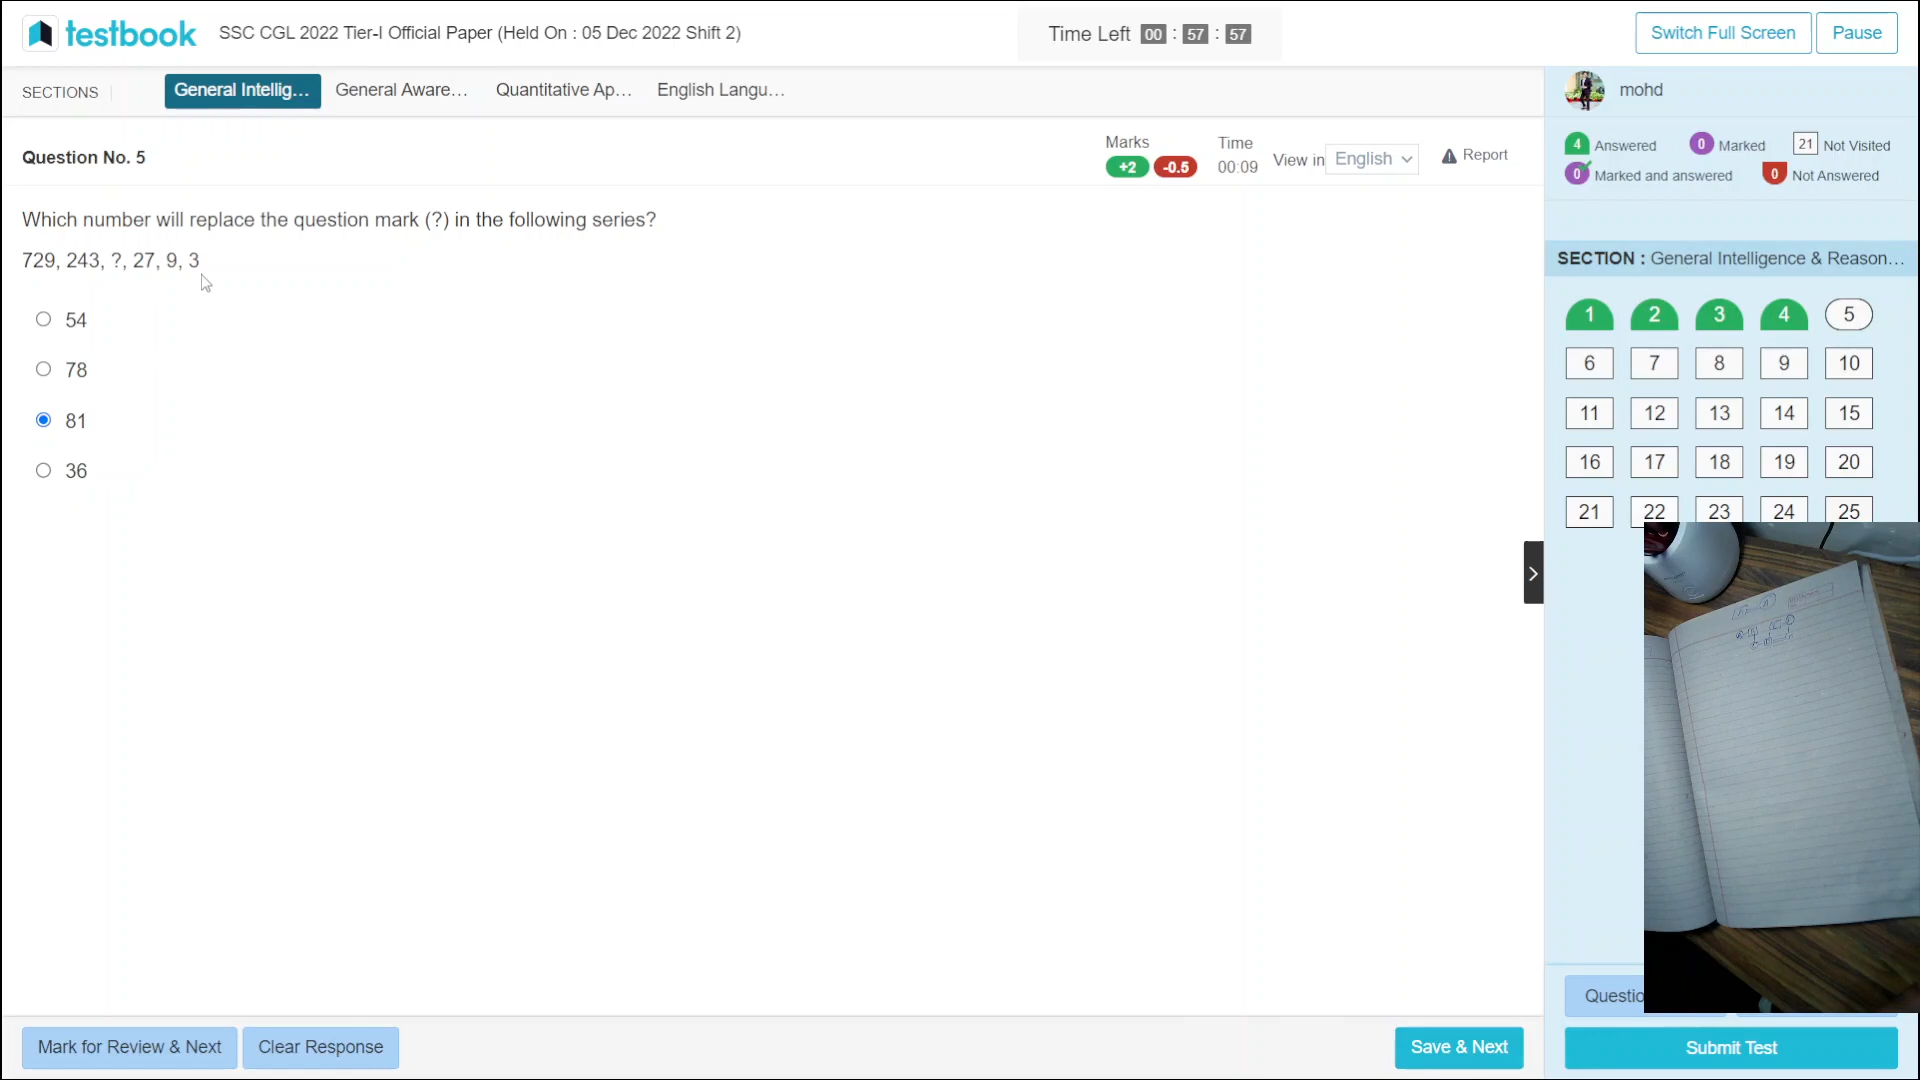 testbook SSC CGL 2022 Tier-I Official Paper (Held On : 05 Dec 2022 Shift 2) Time Left 00 : 57 : 57 Switch Full Screen Pause
SECTIONS General Intellig... General Aware... Quantitative Ap... English Langu...
mohd
Question No. 5
Marks
+2 -0.5
Time
00:09
View in English
Report
4 Answered 0 Marked 21 Not Visited
0 Marked and answered 0 Not Answered
Which number will replace the question mark (?) in the following series?
729, 243, ?, 27, 9, 3
54
78
81
36
SECTION : General Intelligence & Reason...
1 2 3 4 5
6 7 8 9 10
11 12 13 14 15
16 17 18 19 20
21 22 23 24 25
Mark for Review & Next Clear Response Save & Next
Submit Test